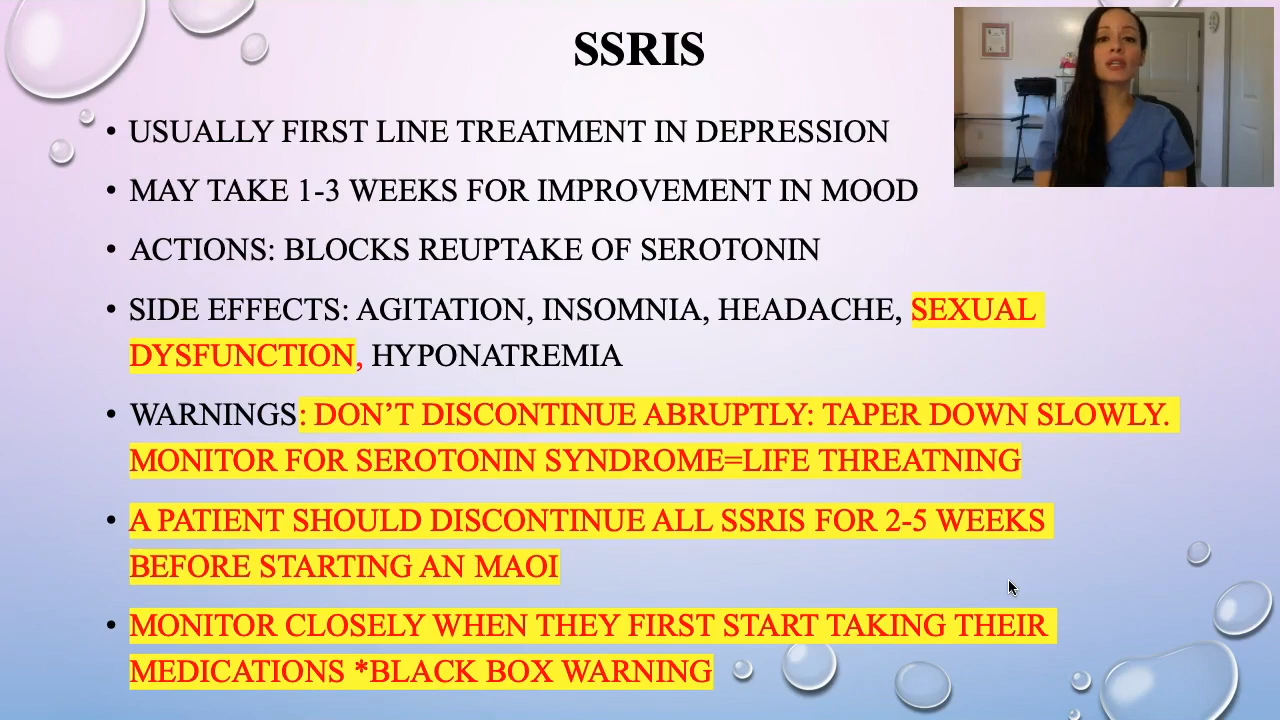 SSRIS
• USUALLY FIRST LINE TREATMENT IN DEPRESSION
• MAY TAKE 1-3 WEEKS FOR IMPROVEMENT IN MOOD
• ACTIONS: BLOCKS REUPTAKE OF SEROTONIN
• SIDE EFFECTS: AGITATION, INSOMNIA, HEADACHE, SEXUAL
DYSFUNCTION, HYPONATREMIA
• WARNINGS: DON’T DISCONTINUE ABRUPTLY: TAPER DOWN SLOWLY.
MONITOR FOR SEROTONIN SYNDROME=LIFE THREATNING
• A PATIENT SHOULD DISCONTINUE ALL SSRIS FOR 2-5 WEEKS
BEFORE STARTING AN MAOI
• MONITOR CLOSELY WHEN THEY FIRST START TAKING THEIR
MEDICATIONS *BLACK BOX WARNING